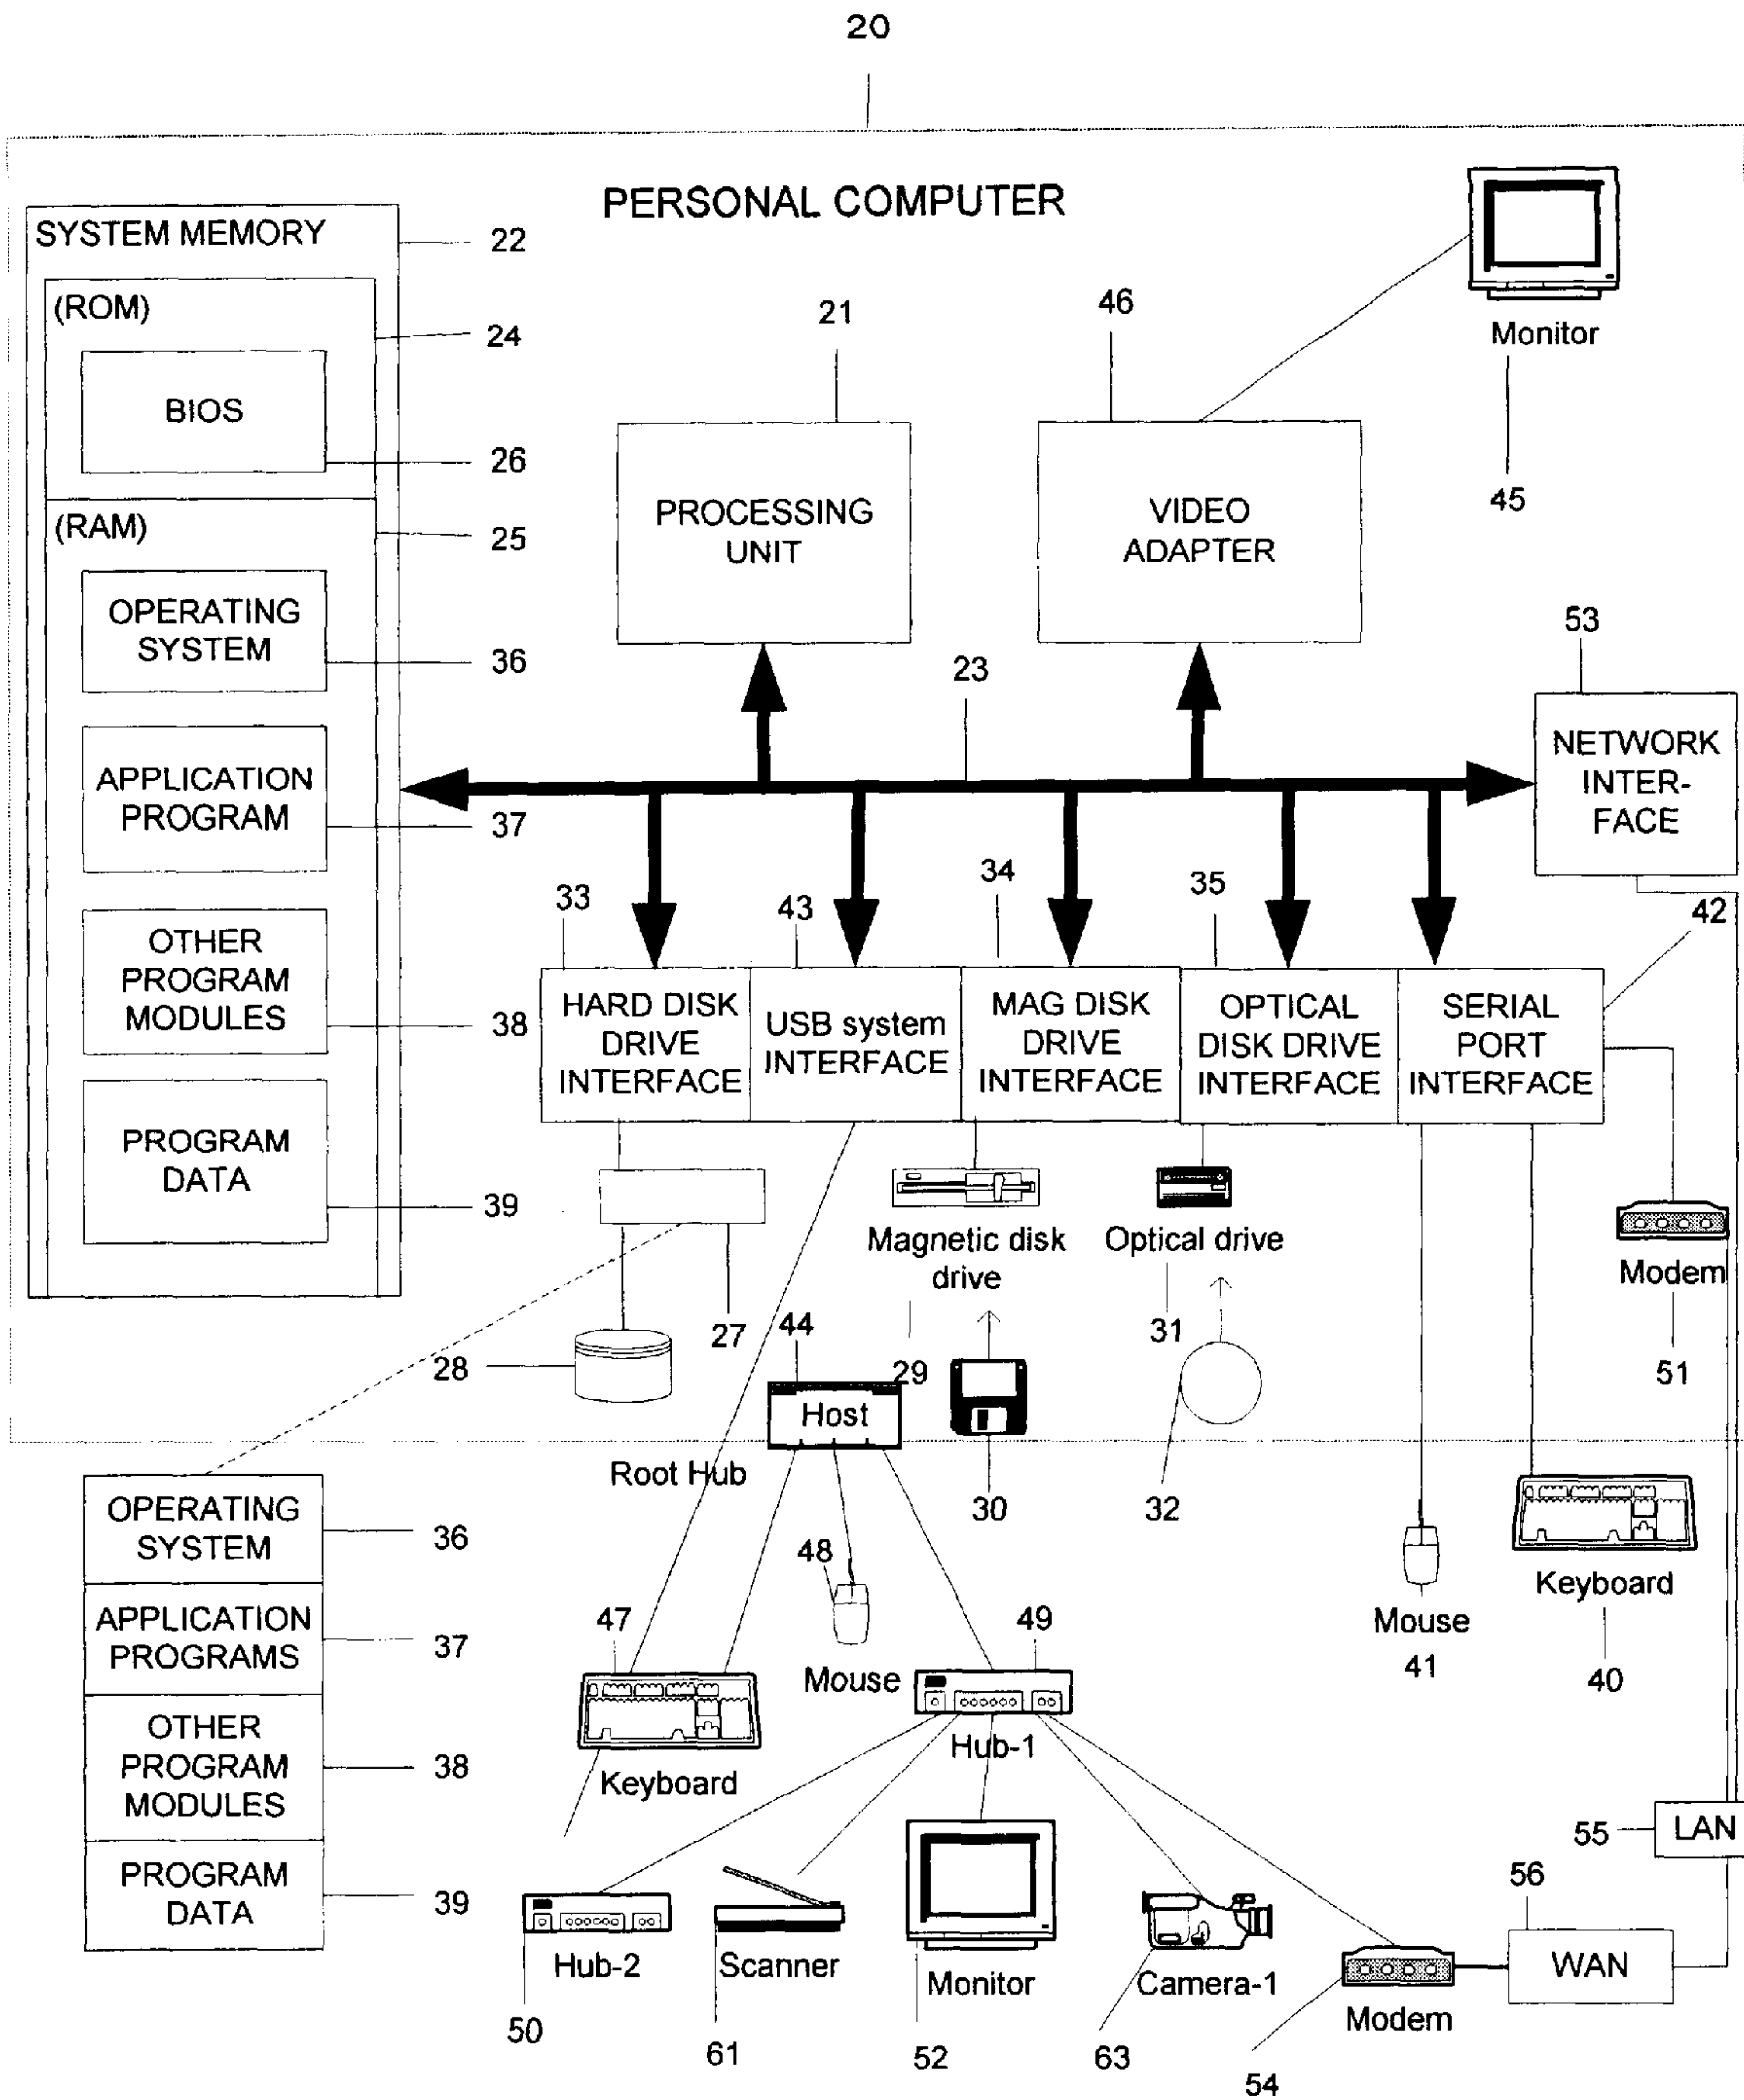 20
PERSONAL COMPUTER
SYSTEM MEMORY
22
(ROM)
24
BIOS
26
(RAM)
25
OPERATING
SYSTEM
36
APPLICATION
PROGRAM
37
OTHER
PROGRAM
MODULES
38
PROGRAM
DATA
39
21
PROCESSING
UNIT
46
VIDEO
ADAPTER
Monitor
45
23
53
NETWORK
INTER-
FACE
33
HARD DISK
DRIVE
INTERFACE
43
USB system
INTERFACE
34
MAG DISK
DRIVE
INTERFACE
35
OPTICAL
DISK DRIVE
INTERFACE
42
SERIAL
PORT
INTERFACE
Magnetic disk
drive
Optical drive
Modem
28
27
44
29
31
51
Host
32
30
Root Hub
OPERATING
SYSTEM
36
APPLICATION
PROGRAMS
37
OTHER
PROGRAM
MODULES
38
PROGRAM
DATA
39
47
Keyboard
48
Mouse
49
Hub-1
Mouse
41
Keyboard
40
55
LAN
56
WAN
Hub-2
50
Scanner
61
Monitor
52
Camera-1
63
Modem
54